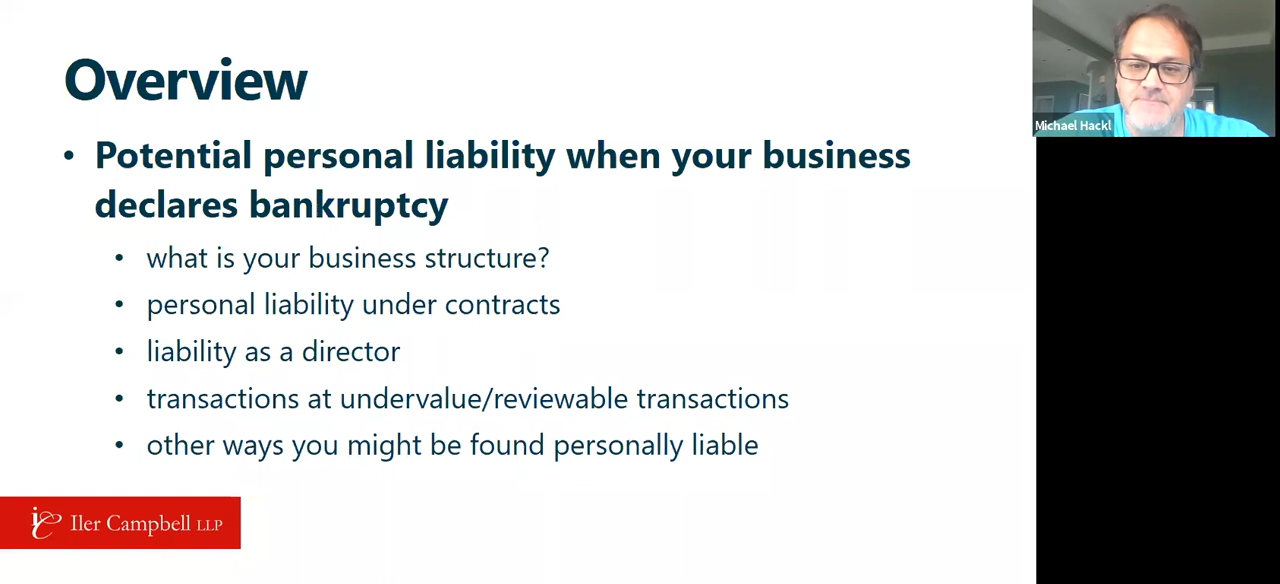 Overview
• Potential personal liability when your business
declares bankruptcy
• what is your business structure?
• personal liability under contracts
• liability as a director
• transactions at undervalue/reviewable transactions
• other ways you might be found personally liable
ic Iler Campbell LLP
Michael Hackl